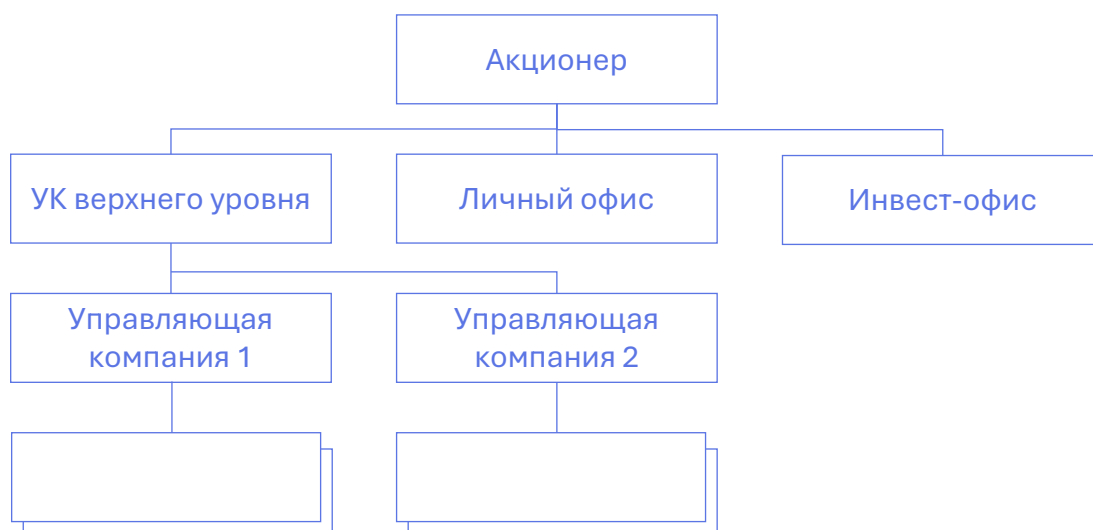 Акционер
УК верхнего уровня
Личный офис
Инвест-офис
Управляющая
компания 1
Управляющая
компания 2